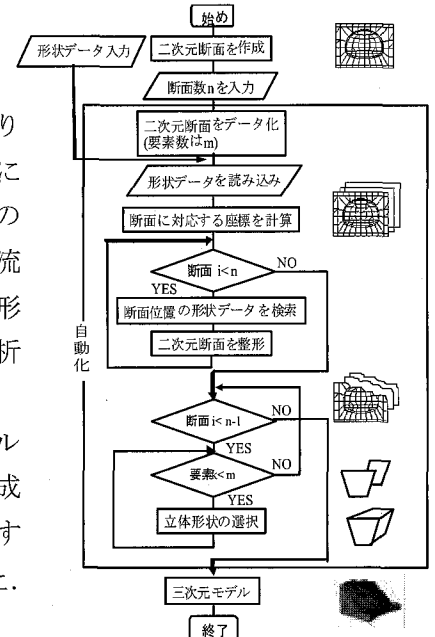 始め
形状データ入力
二次元断面を作成
断面数nを入力
二次元断面をデータ化
(要素数はm)
形状データを読み込み
断面に対応する座標を計算
断面 i<n
NO
YES
断面位置の形状データを検索
二次元断面を整形
自動化
断面i<n-1
NO
YES
要素<m
NO
YES
立体形状の選択
三次元モデル
終了
り
に
の
流
形
析
ル
成
す